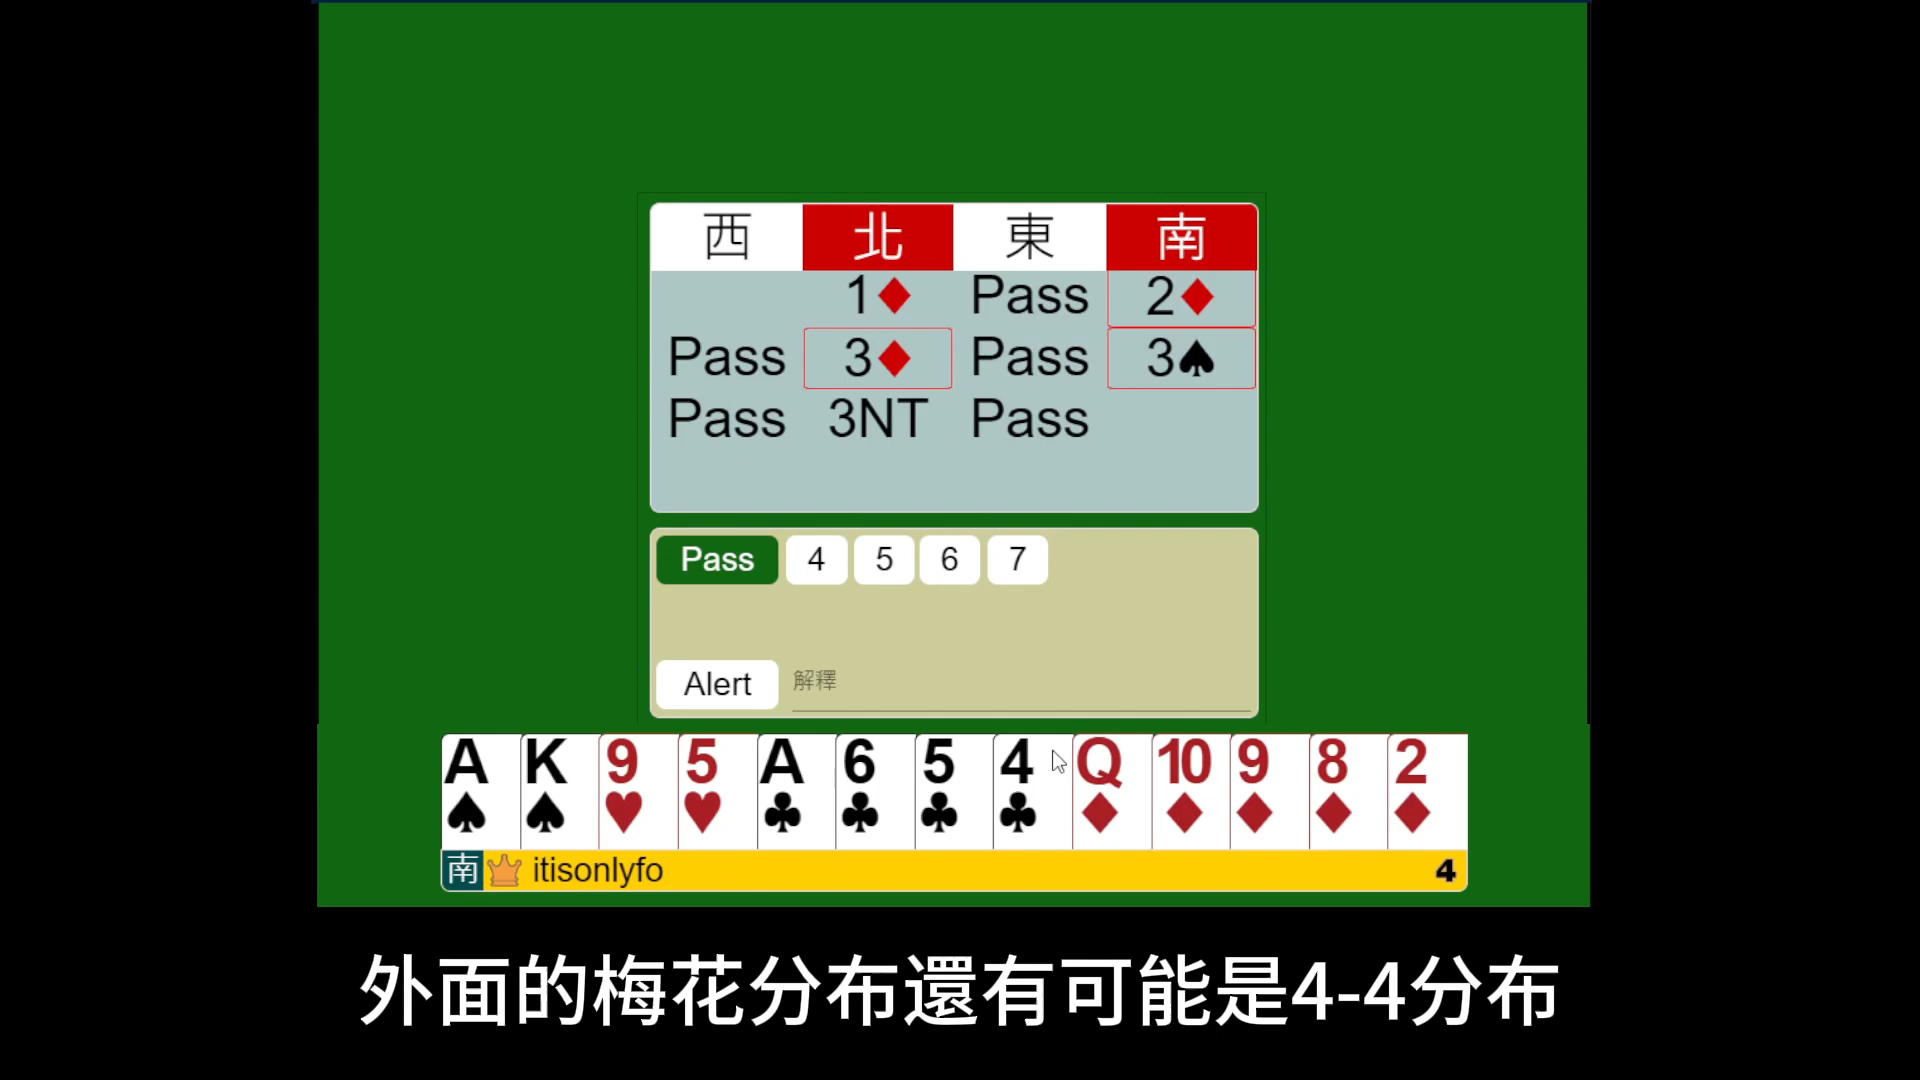 西 北 東 南
1♦ Pass 2♦
Pass 3♦ Pass 3♠
Pass 3NT Pass
Pass 4 5 6 7
Alert 解釋
A K 9 5 A 6 5 4 Q 10 9 8 2
♠ ♠ ♥ ♥ ♣ ♣ ♣ ♣ ♦ ♦ ♦ ♦ ♦
南 itisonlyfo 4
外面的梅花分布還有可能是4-4分布